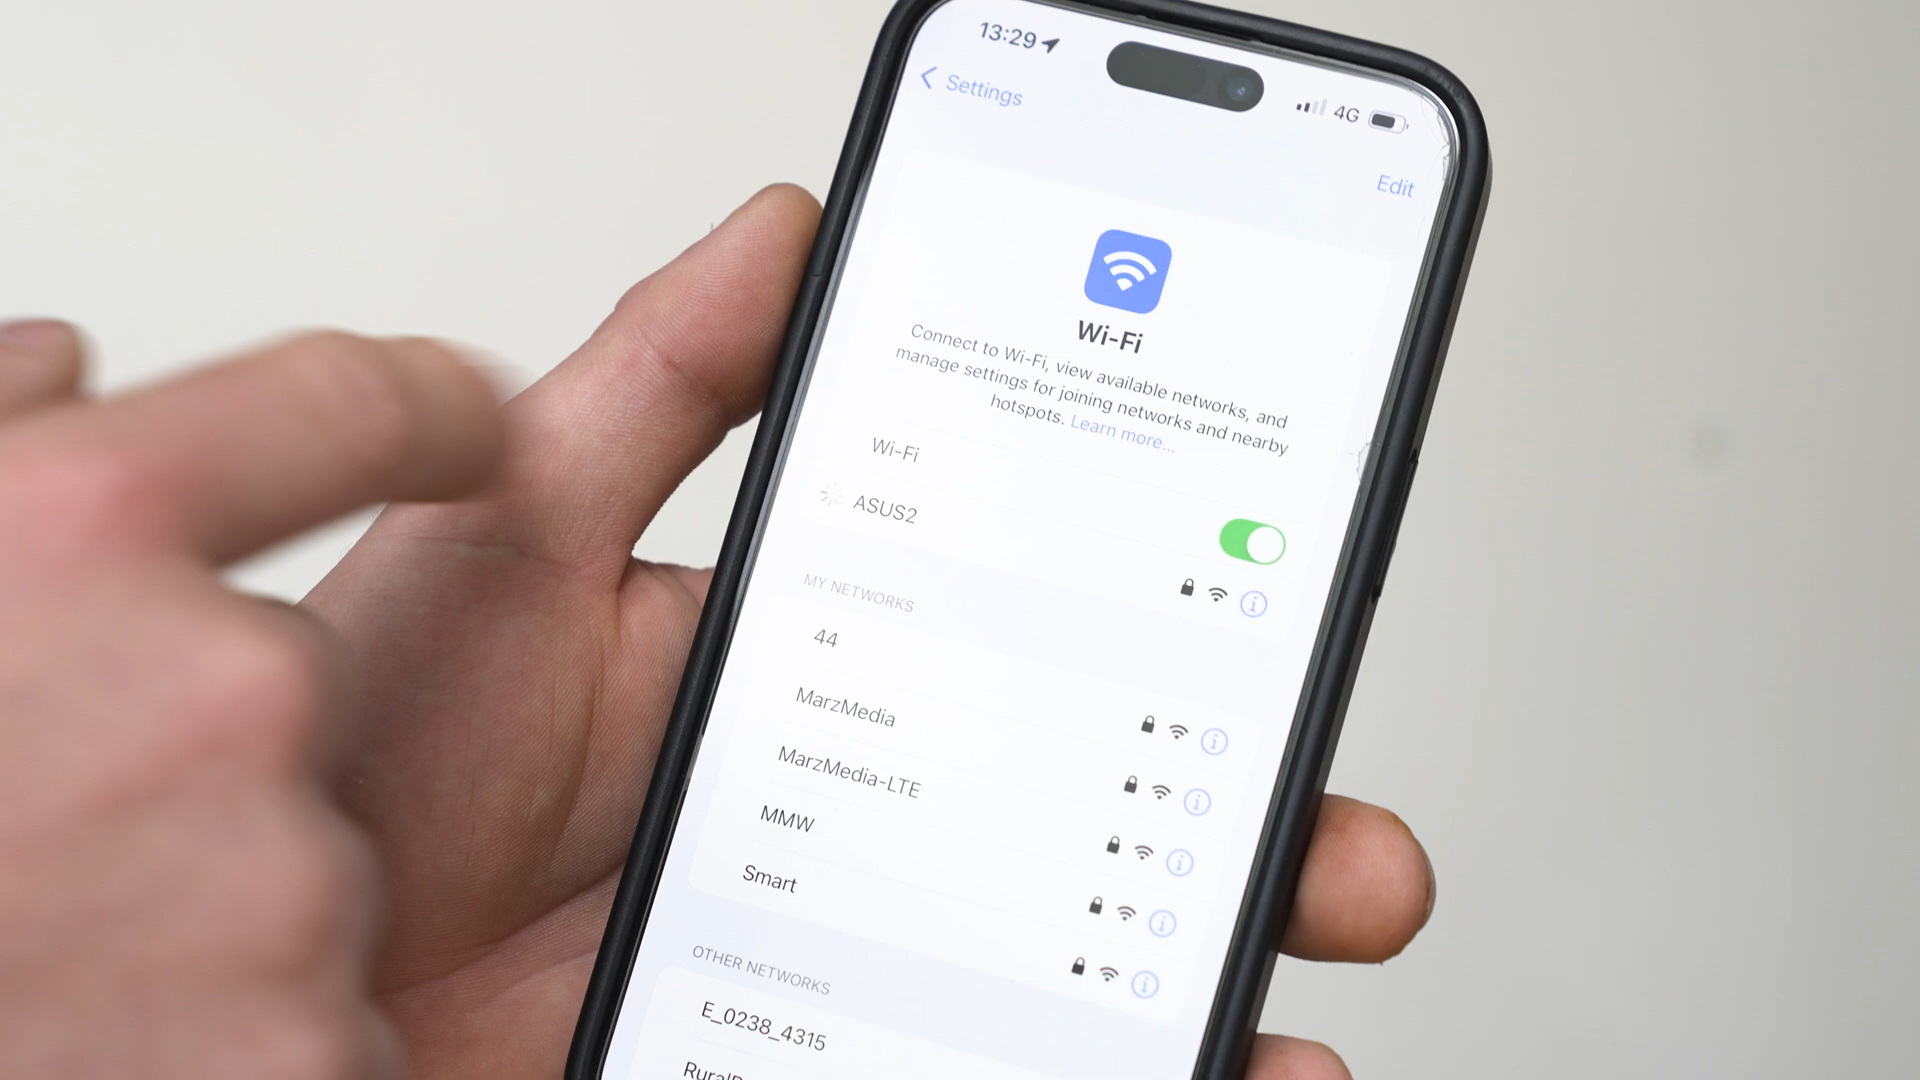 13:29
4G
Settings
Edit
Wi-Fi
Connect to Wi-Fi, view available networks, and
manage settings for joining networks and nearby
hotspots. Learn more...
Wi-Fi
ASUS2
MY NETWORKS
44
MarzMedia
MarzMedia-LTE
MMW
Smart
OTHER NETWORKS
E_0238_4315